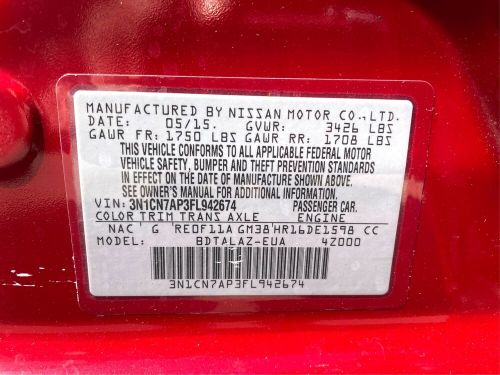 MANUFACTURED BY NISSAN MOTOR CO.,LTD.
DATE: 05/15. GVWR: 3426 LBS
GAWR FR: 1750 LBS GAWR RR: 1708 LBS
THIS VEHICLE CONFORMS TO ALL APPLICABLE FEDERAL MOTOR
VEHICLE SAFETY, BUMPER AND THEFT PREVENTION STANDARDS
IN EFFECT ON THE DATE OF MANUFACTURE SHOWN ABOVE.
SEE OWNER'S MANUAL FOR ADDITIONAL INFORMATION
VIN: 3N1CN7AP3FL942674 PASSENGER CAR.
COLOR TRIM TRANS AXLE ENGINE
NAC' G 'RE0F11A GM38'HR16DE1598 CC
MODEL: BDTALAZ-EUA 4Z000
3N1CN7AP3FL942674